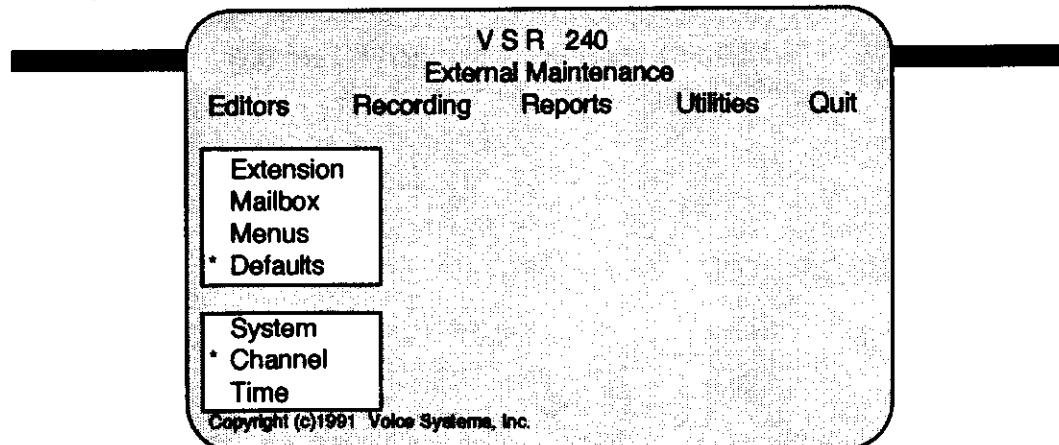 V S R 240
External Maintenance
Editors Recording Reports Utilities Quit
Extension
Mailbox
Menus
* Defaults
System
* Channel
Time
Copyright (c)1991 Voice Systems, Inc.